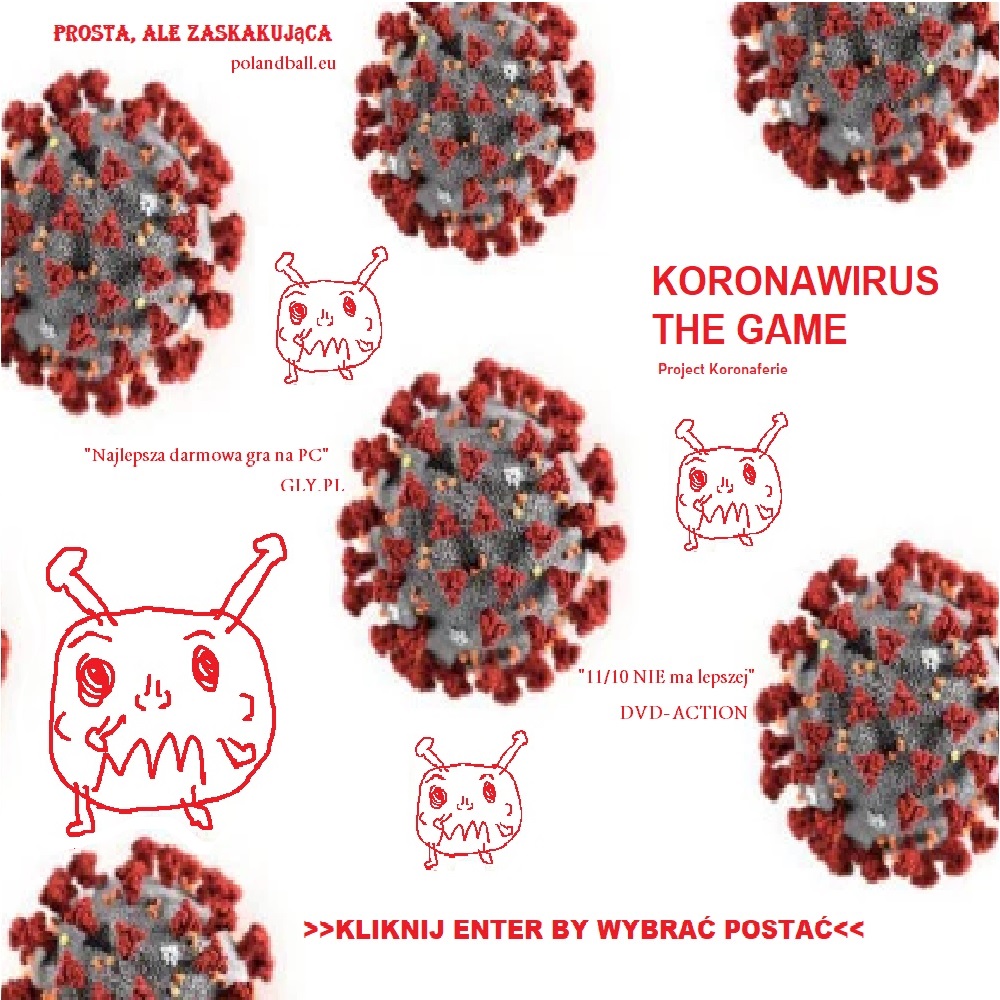 PROSTA, ALE ZASKAKUJąCA
polandball.eu
KORONAWIRUS
THE GAME
Project Koronaferie
"Najlepsza darmowa gra na PC"
GLY.PL
"11/10 NIE ma lepszej"
DVD-ACTION
>>KLIKNIJ ENTER BY WYBRAĆ POSTAĆ<<